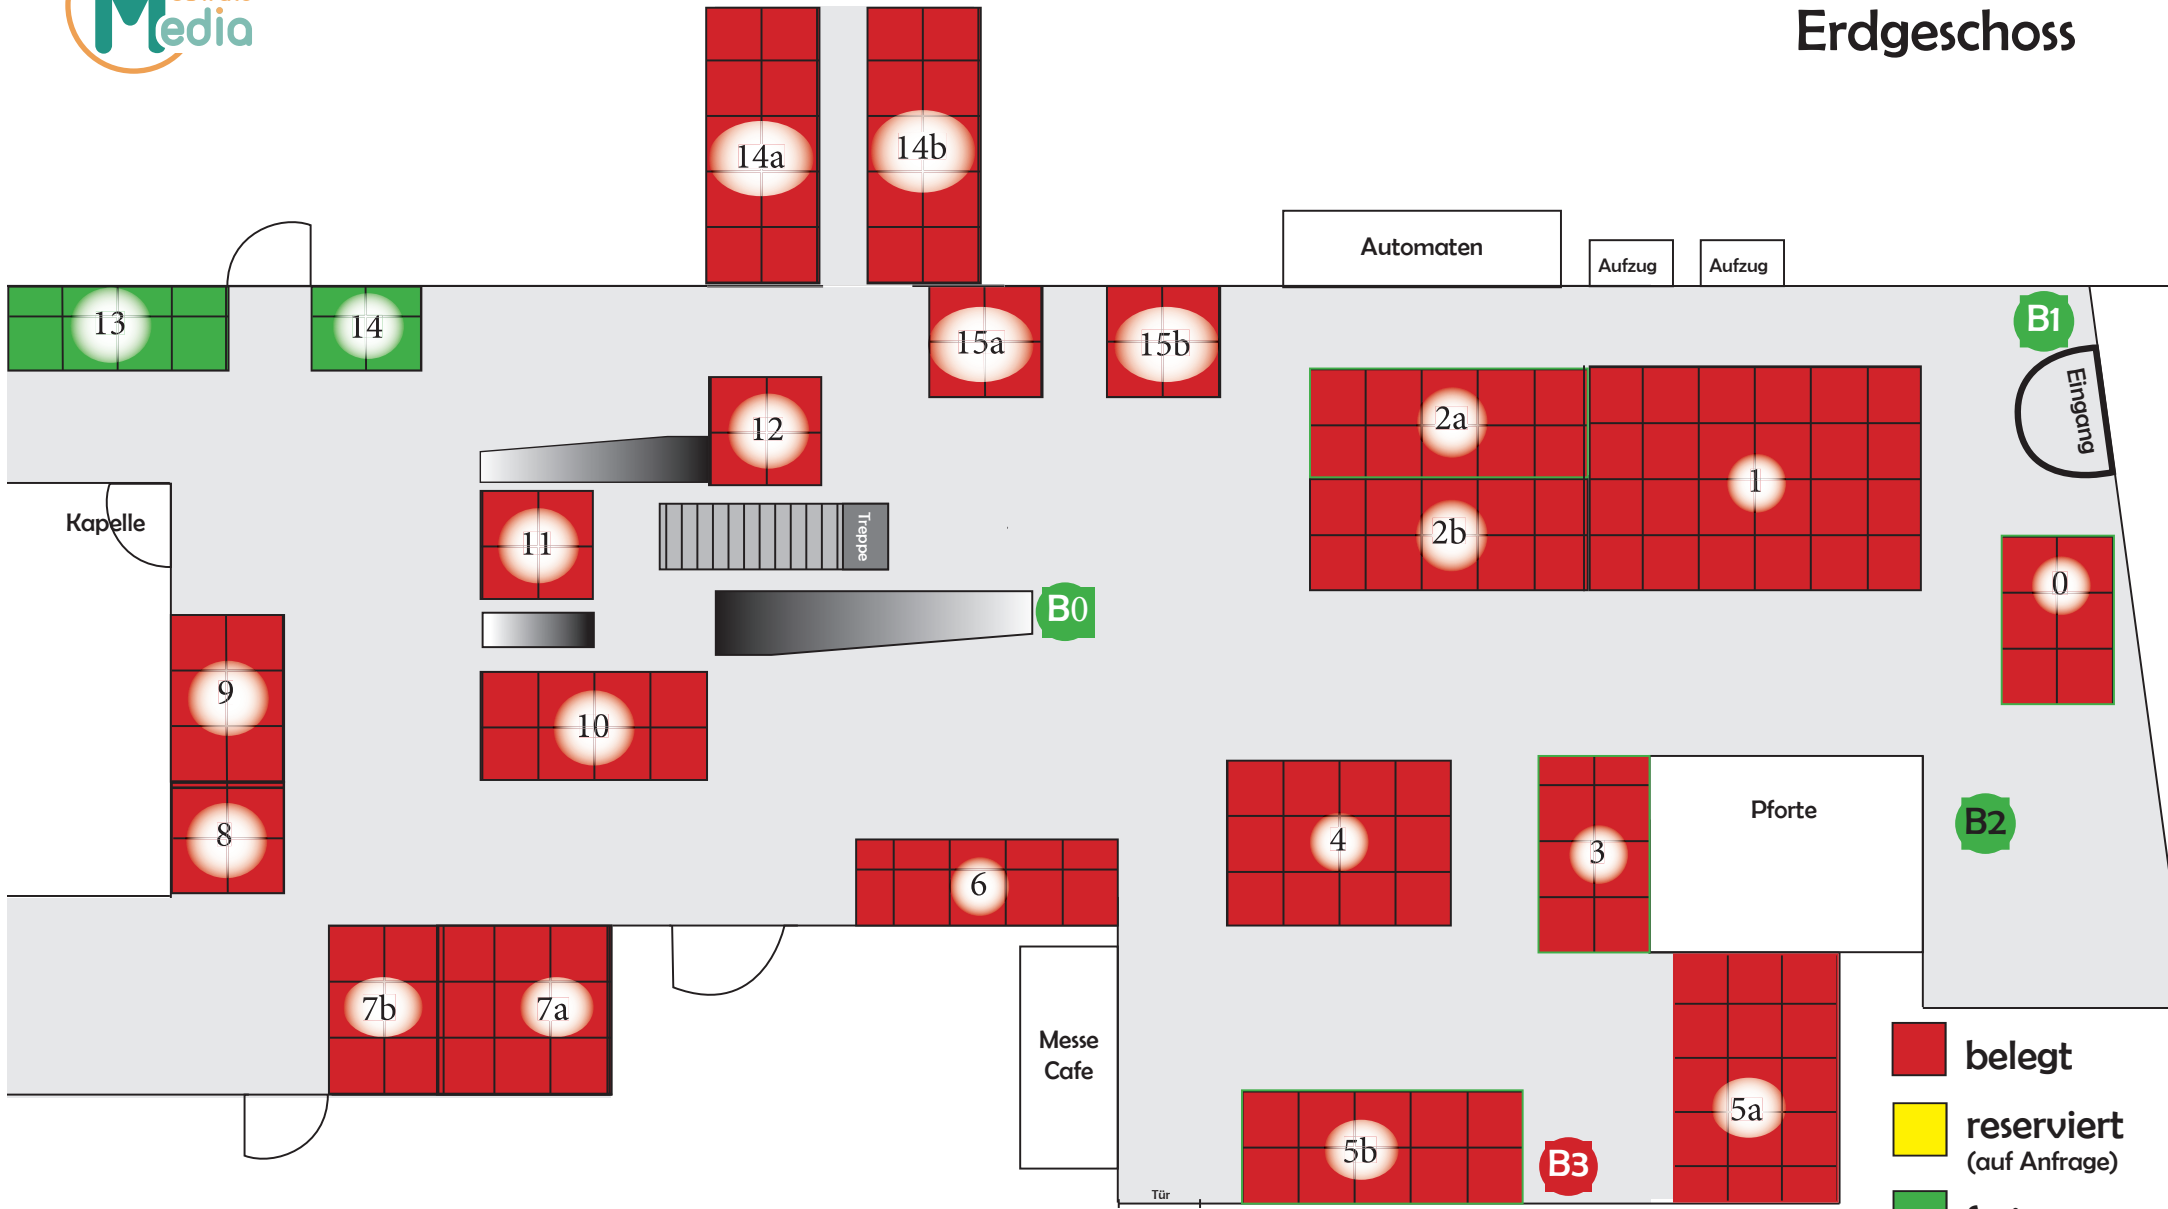 Media
Erdgeschoss
14a
14b
Automaten
Aufzug
Aufzug
13
14
15a
15b
B1
Eingang
12
2a
1
Kapelle
11
Treppe
2b
0
B0
9
10
8
4
3
Pforte
B2
6
7b
7a
Messe
Cafe
belegt
5a
reserviert
(auf Anfrage)
5b
B3
Tür